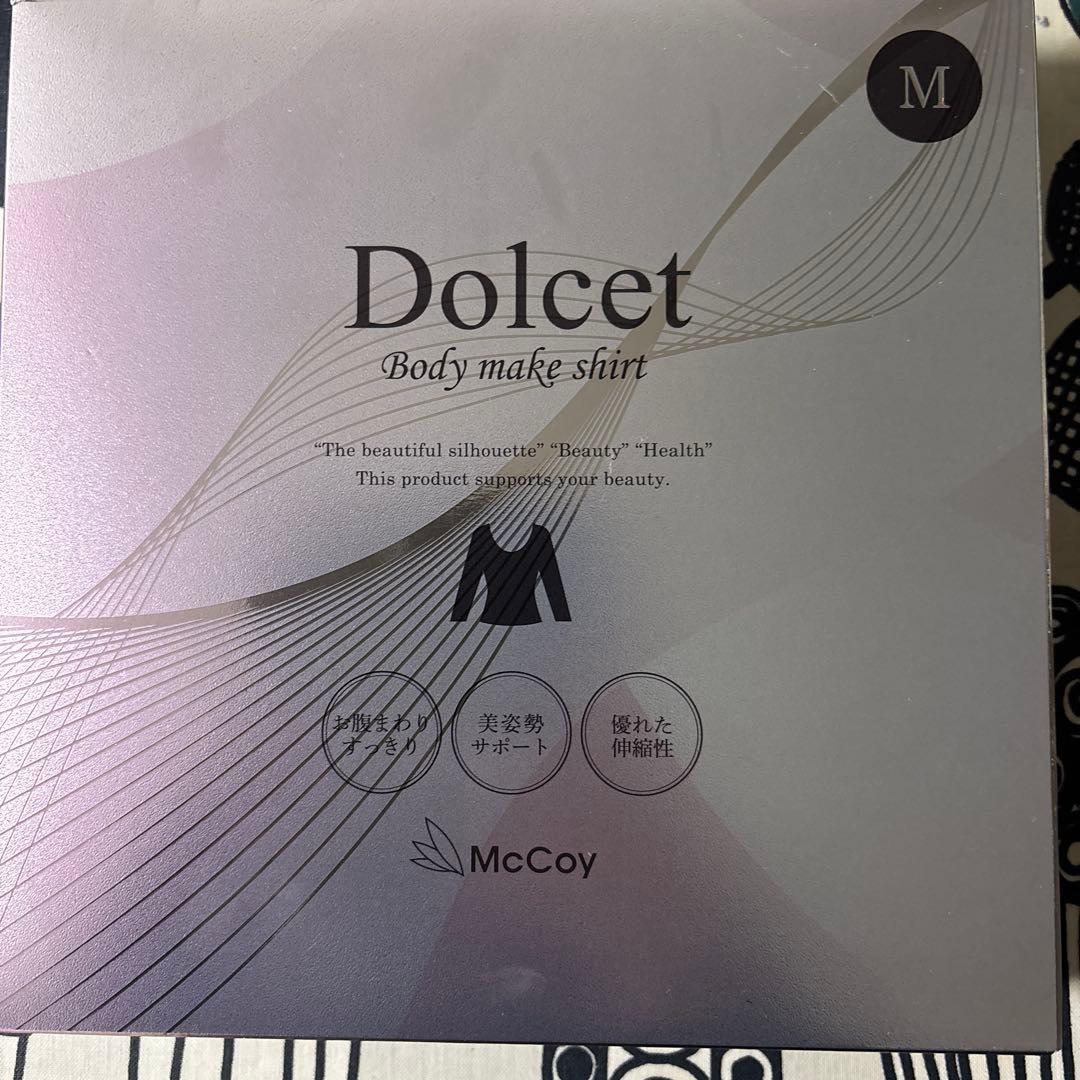 M
Dolcet
Body make shirt
“The beautiful silhouette” “Beauty” “Health”
This product supports your beauty.
お腹まわり
すっきり
美姿勢
サポート
優れた
伸縮性
McCoy